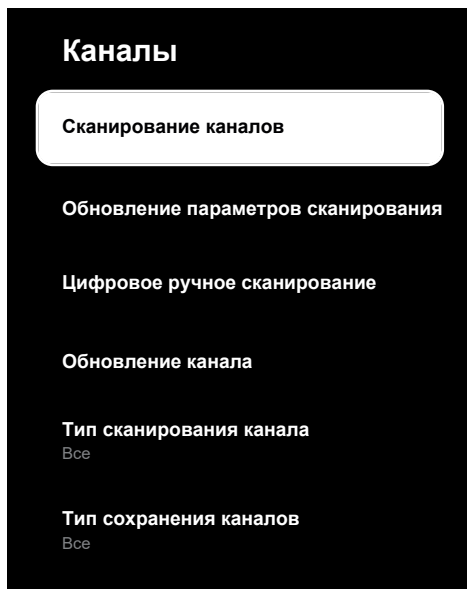 Каналы
Сканирование каналов
Обновление параметров сканирования
Цифровое ручное сканирование
Обновление канала
Тип сканирования канала
Все
Тип сохранения каналов
Все